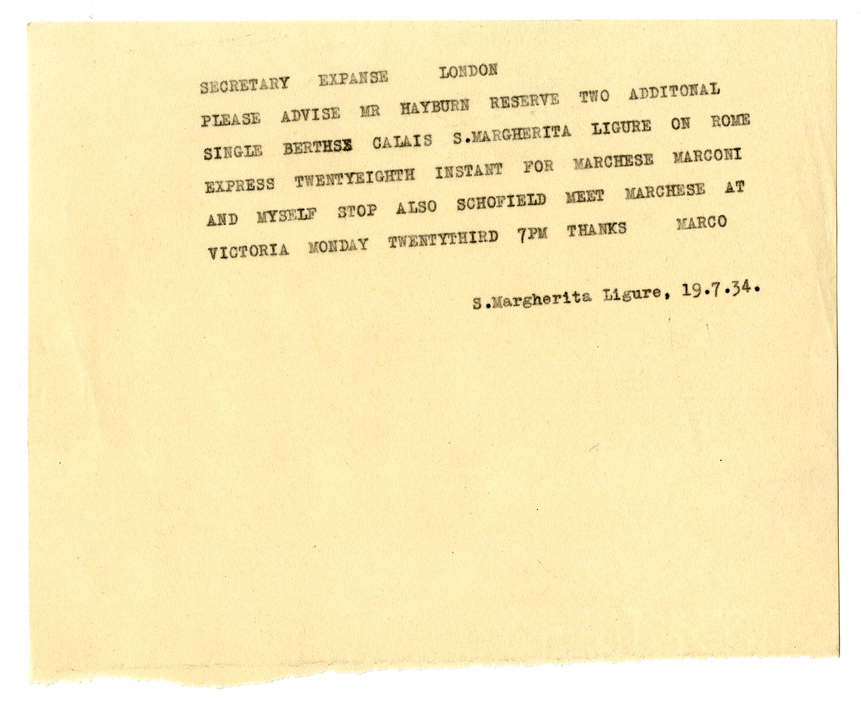 SECRETARY EXPANSE LONDON
PLEASE ADVISE MR HAYBURN RESERVE TWO ADDITONAL
SINGLE BERTHSE CALAIS S.MARGHERITA LIGURE ON ROME
EXPRESS TWENTYEIGHTH INSTANT FOR MARCHESE MARCONI
AND MYSELF STOP ALSO SCHOFIELD MEET MARCHESE AT
VICTORIA MONDAY TWENTYTHIRD 7PM THANKS MARCO
S.Margherita Ligure, 19.7.34.